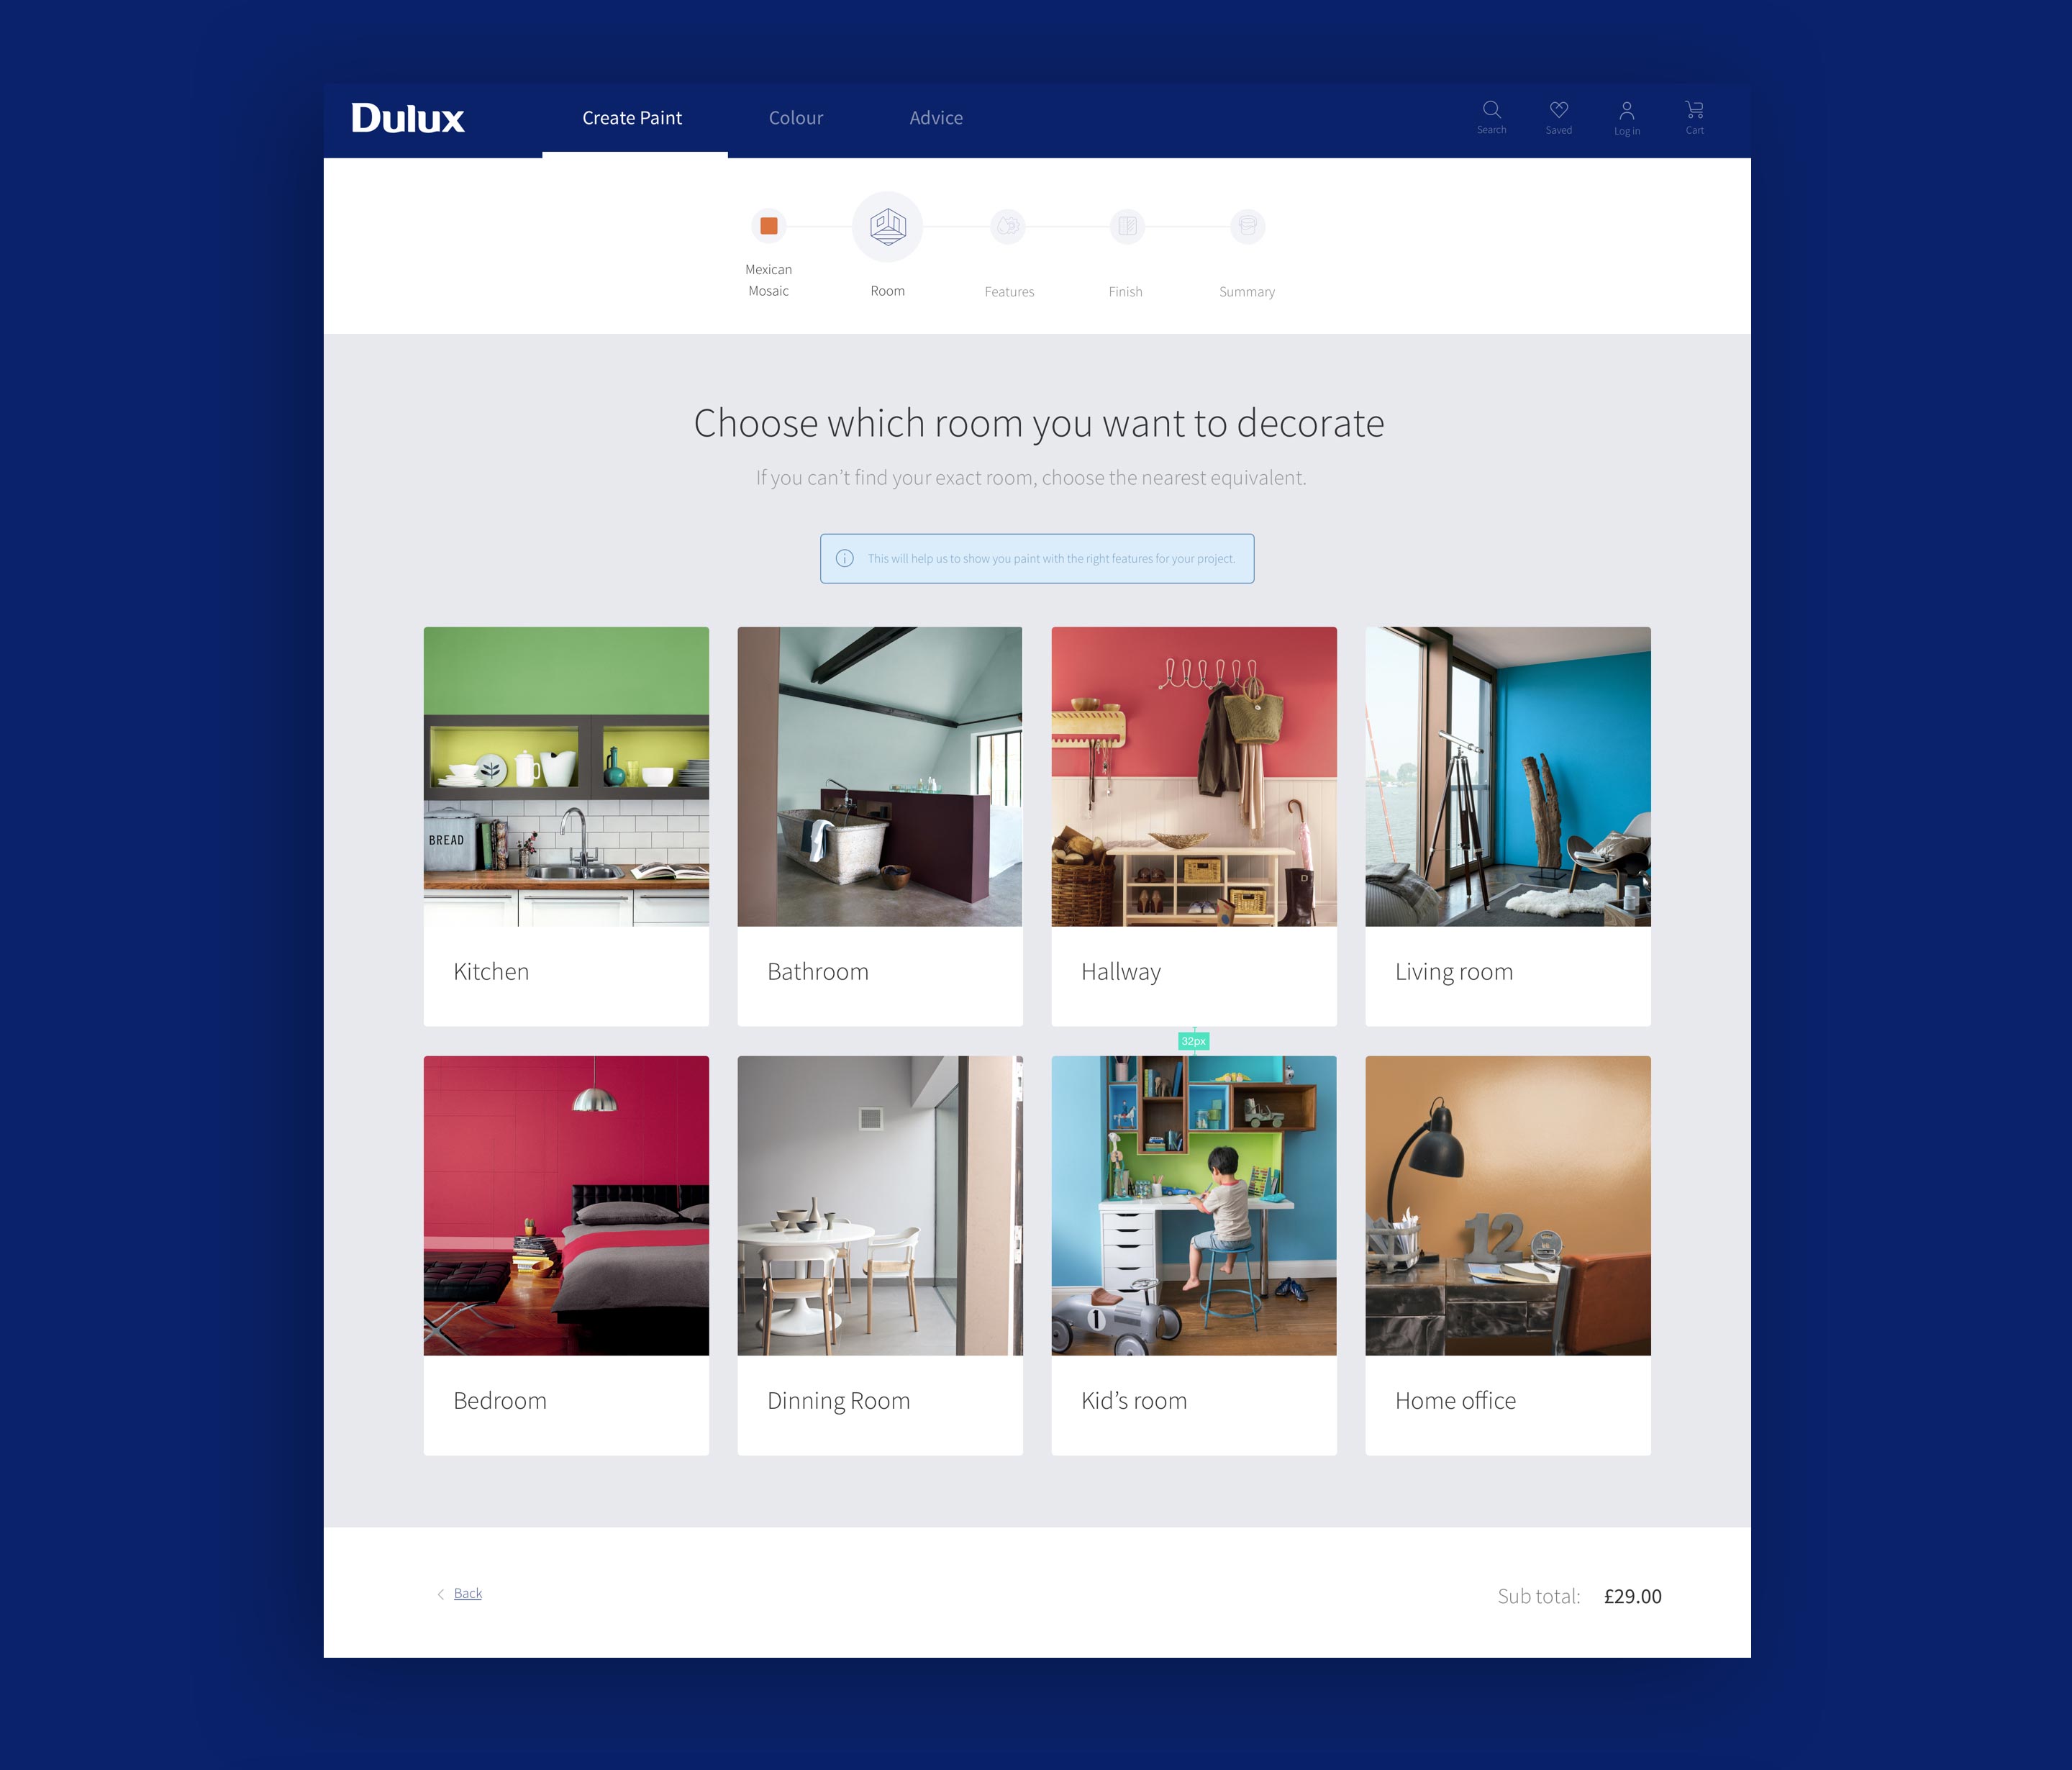 Dulux
Create Paint
Colour
Advice
Search
Saved
Log in
Cart
Mexican
Mosaic
Room
Features
Finish
Summary
Choose which room you want to decorate
If you can’t find your exact room, choose the nearest equivalent.
This will help us to show you paint with the right features for your project.
BREAD
Kitchen
Bathroom
Hallway
Living room
32px
1
12
Bedroom
Dinning Room
Kid’s room
Home office
Back
Sub total:
£29.00